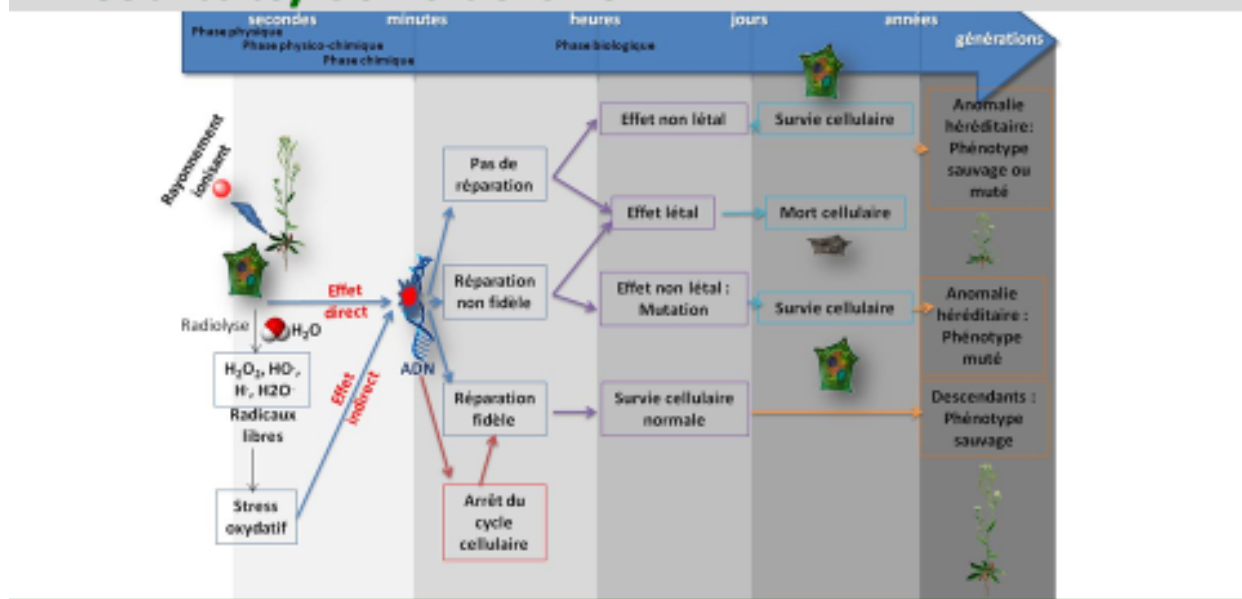 secondes
minutes
heures
jours
années
générations
Phase physique
Phase physico-chimique
Phase chimique
Phase biologique
Rayonnement
ionisant
Effet
direct
Radiolyse
H₂O
H₂O₂, HO·,
H·, H2O·
Radicaux
libres
Stress
oxydatif
Effet
indirect
ADN
Pas de
réparation
Réparation
non fidèle
Réparation
fidèle
Arrêt du
cycle
cellulaire
Effet non létal
Effet létal
Effet non létal :
Mutation
Survie cellulaire
normale
Survie cellulaire
Mort cellulaire
Survie cellulaire
Anomalie
héréditaire:
Phénotype
sauvage ou
muté
Anomalie
héréditaire :
Phénotype
muté
Descendants :
Phénotype
sauvage